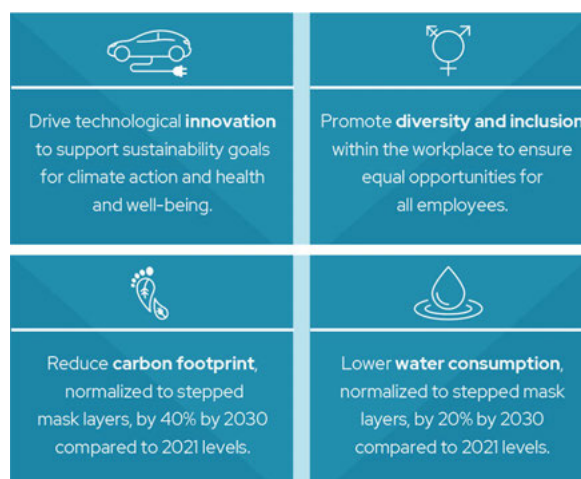 Drive technological innovation
to support sustainability goals
for climate action and health
and well-being.
Promote diversity and inclusion
within the workplace to ensure
equal opportunities for
all employees.
Reduce carbon footprint,
normalized to stepped
mask layers, by 40% by 2030
compared to 2021 levels.
Lower water consumption,
normalized to stepped mask
layers, by 20% by 2030
compared to 2021 levels.